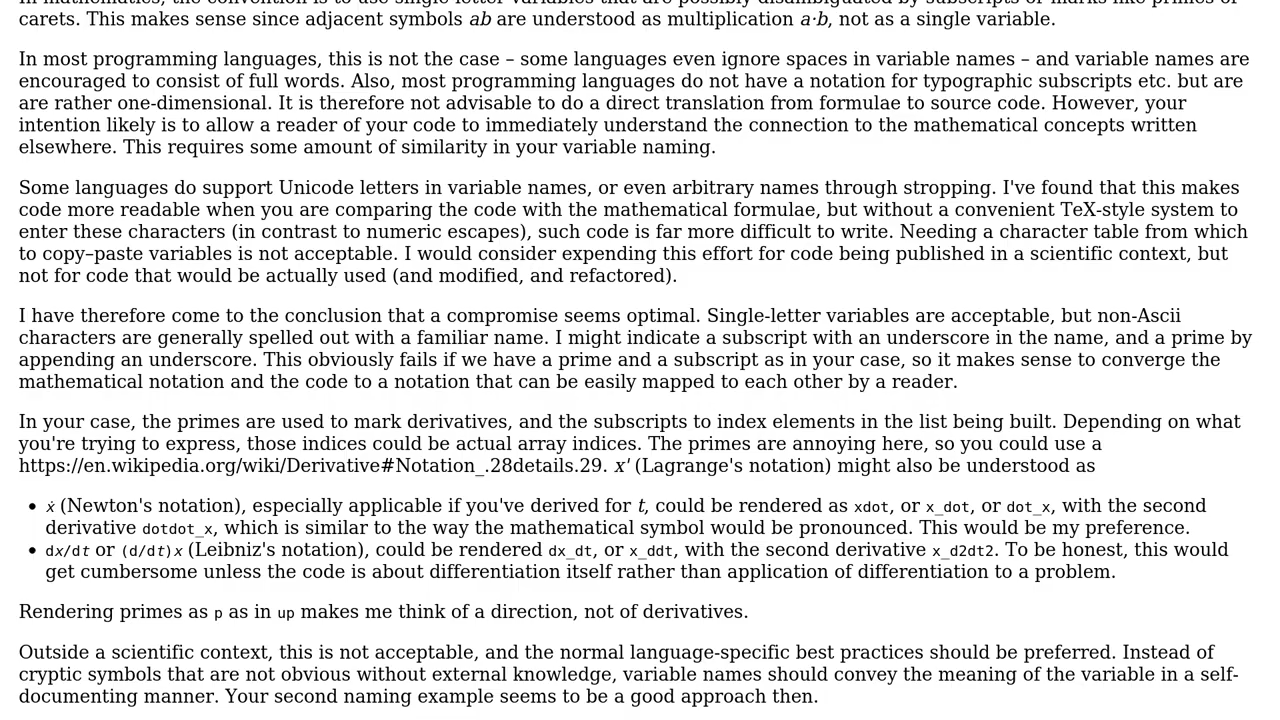 carets. This makes sense since adjacent symbols ab are understood as multiplication a·b, not as a single variable.
In most programming languages, this is not the case – some languages even ignore spaces in variable names – and variable names are
encouraged to consist of full words. Also, most programming languages do not have a notation for typographic subscripts etc. but are
are rather one-dimensional. It is therefore not advisable to do a direct translation from formulae to source code. However, your
intention likely is to allow a reader of your code to immediately understand the connection to the mathematical concepts written
elsewhere. This requires some amount of similarity in your variable naming.
Some languages do support Unicode letters in variable names, or even arbitrary names through stropping. I've found that this makes
code more readable when you are comparing the code with the mathematical formulae, but without a convenient TeX-style system to
enter these characters (in contrast to numeric escapes), such code is far more difficult to write. Needing a character table from which
to copy–paste variables is not acceptable. I would consider expending this effort for code being published in a scientific context, but
not for code that would be actually used (and modified, and refactored).
I have therefore come to the conclusion that a compromise seems optimal. Single-letter variables are acceptable, but non-Ascii
characters are generally spelled out with a familiar name. I might indicate a subscript with an underscore in the name, and a prime by
appending an underscore. This obviously fails if we have a prime and a subscript as in your case, so it makes sense to converge the
mathematical notation and the code to a notation that can be easily mapped to each other by a reader.
In your case, the primes are used to mark derivatives, and the subscripts to index elements in the list being built. Depending on what
you're trying to express, those indices could be actual array indices. The primes are annoying here, so you could use a
https://en.wikipedia.org/wiki/Derivative#Notation_.28details.29. x′ (Lagrange's notation) might also be understood as
• ẋ (Newton's notation), especially applicable if you've derived for t, could be rendered as xdot, or x_dot, or dot_x, with the second
derivative dotdot_x, which is similar to the way the mathematical symbol would be pronounced. This would be my preference.
• dx/dt or (d/dt)x (Leibniz's notation), could be rendered dx_dt, or x_ddt, with the second derivative x_d2dt2. To be honest, this would
get cumbersome unless the code is about differentiation itself rather than application of differentiation to a problem.
Rendering primes as p as in up makes me think of a direction, not of derivatives.
Outside a scientific context, this is not acceptable, and the normal language-specific best practices should be preferred. Instead of
cryptic symbols that are not obvious without external knowledge, variable names should convey the meaning of the variable in a self-
documenting manner. Your second naming example seems to be a good approach then.